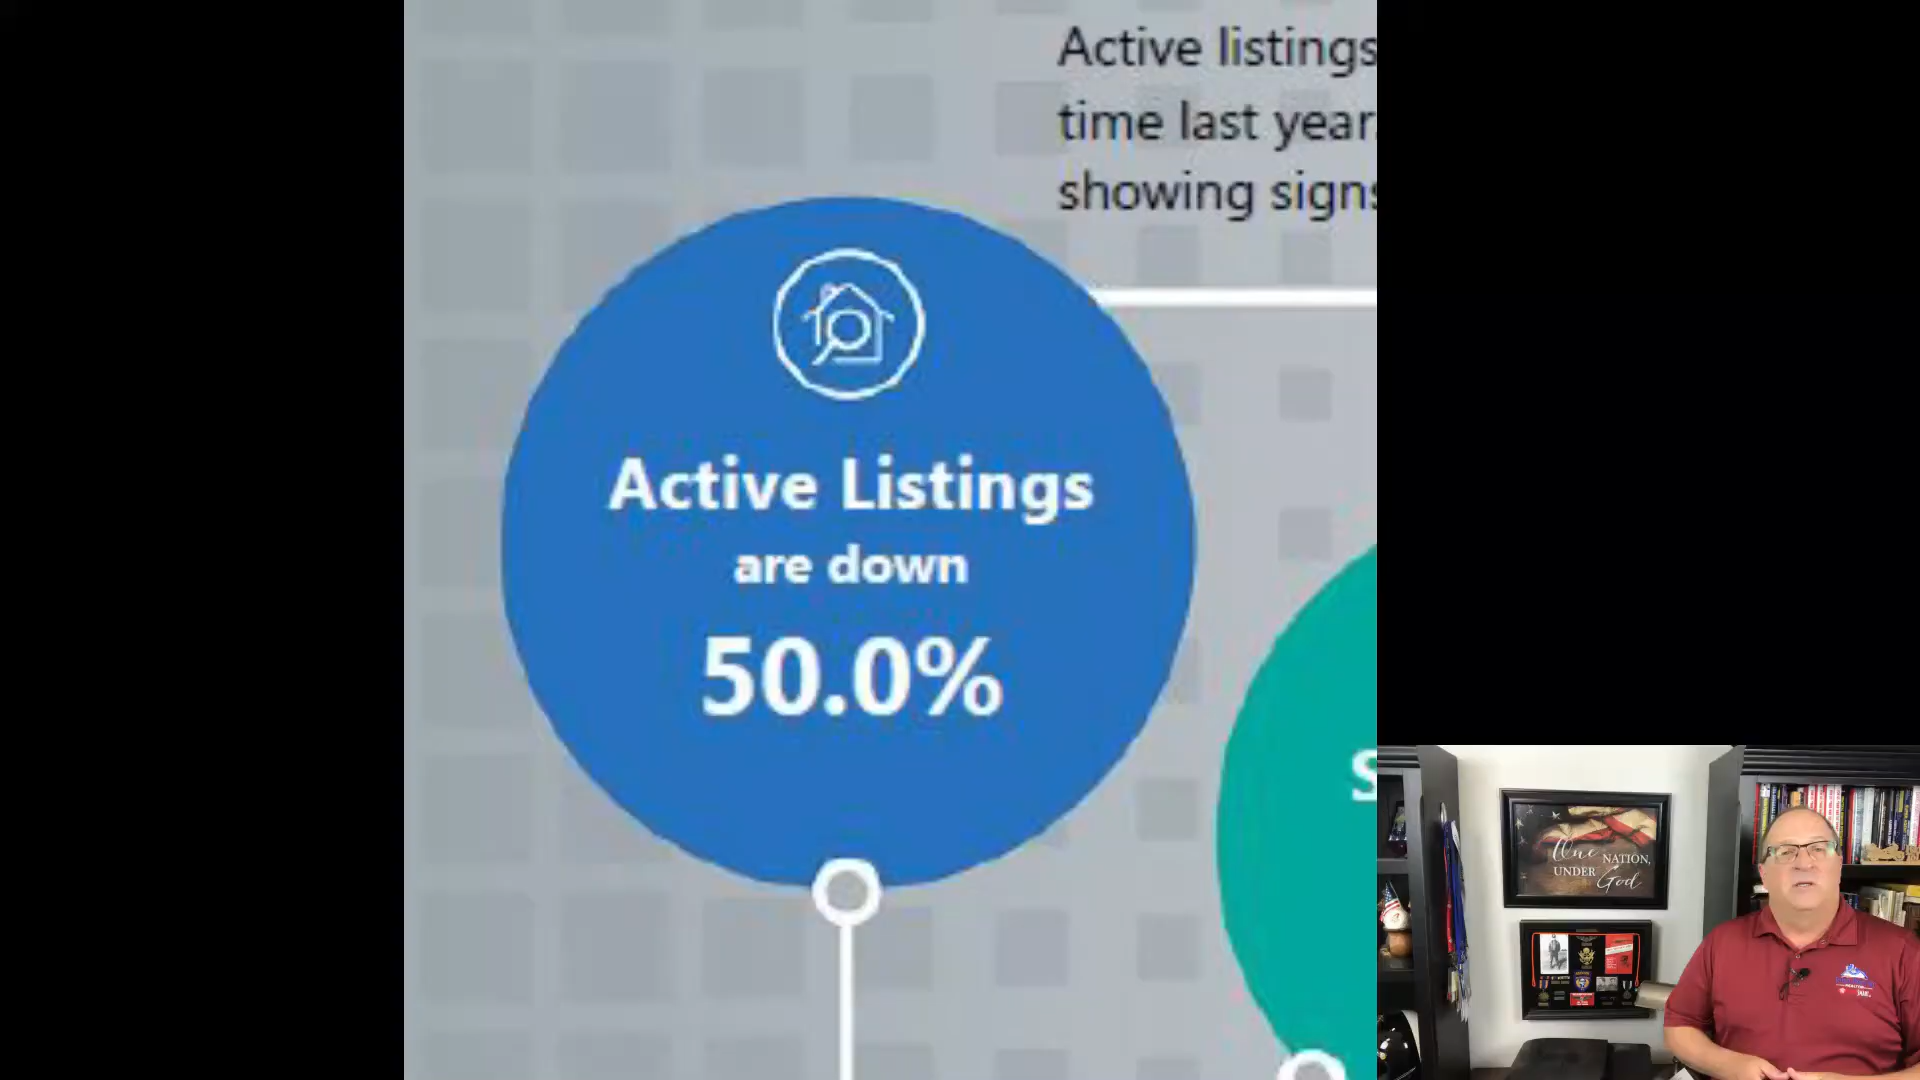 Active listings
time last year.
showing signs
Active Listings
are down
50.0%
S
One NATION,
UNDER God